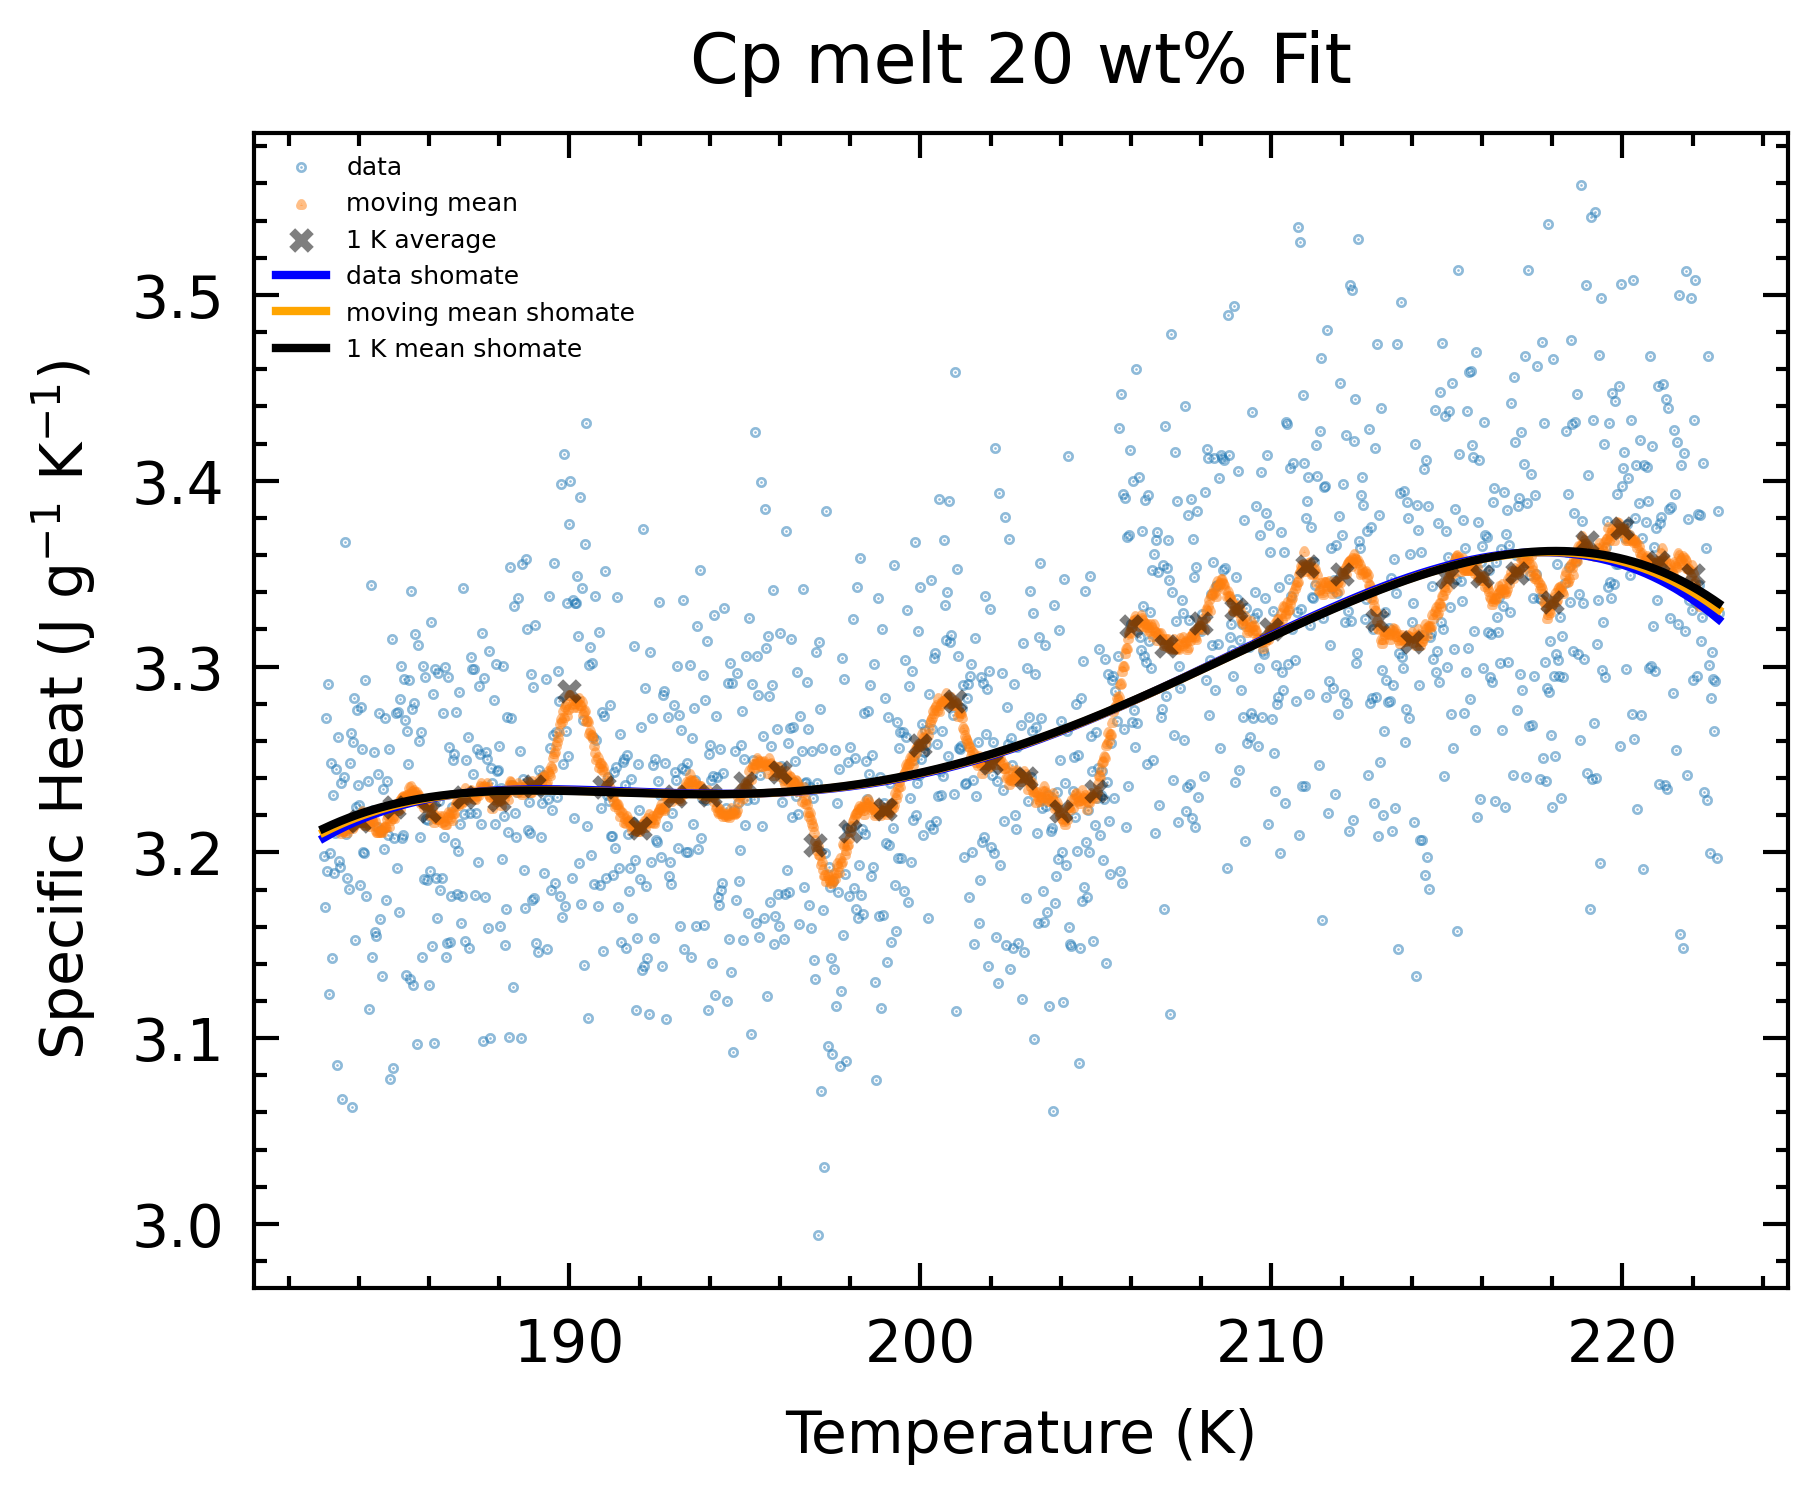 Cp melt 20 wt% Fit
data
moving mean
1 K average
data shomate
moving mean shomate
1 K mean shomate
Specific Heat (J g⁻¹ K⁻¹)
3.5
3.4
3.3
3.2
3.1
3.0
190 200 210 220
Temperature (K)